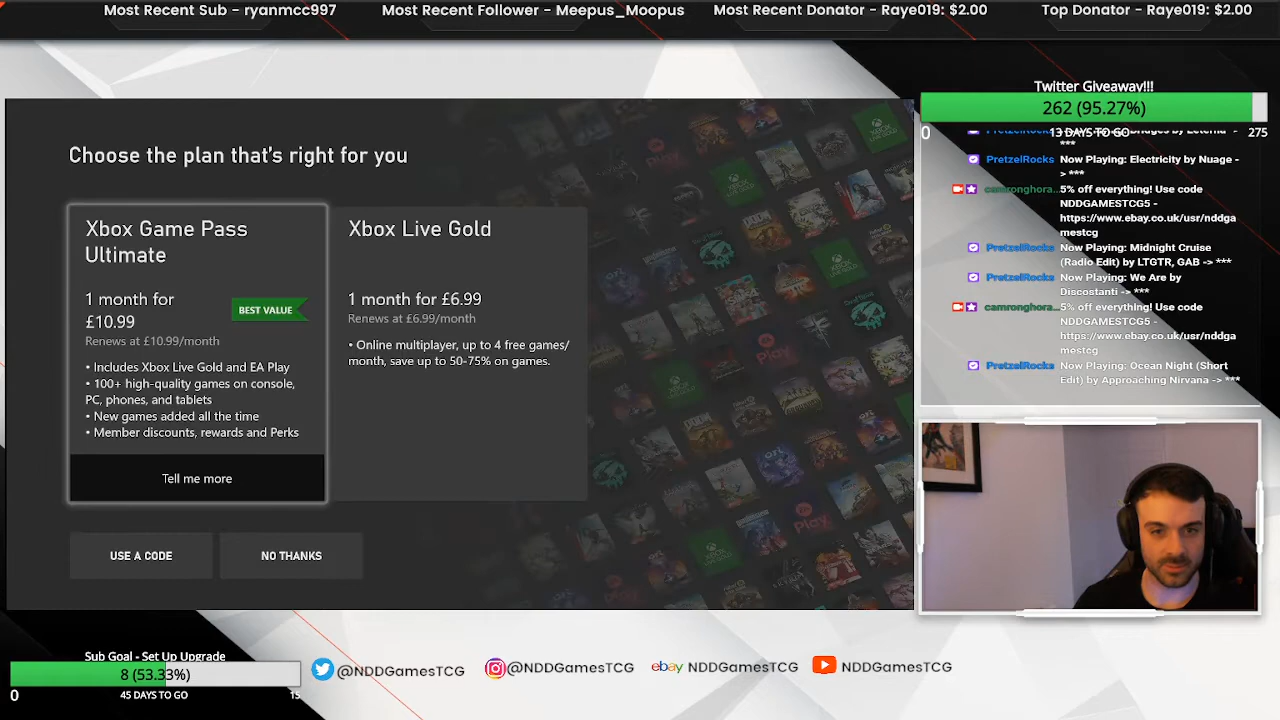 Most Recent Sub - ryanmcc997
Most Recent Follower - Meepus_Moopus
Most Recent Donator - Raye019: $2.00
Top Donator - Raye019: $2.00
Choose the plan that's right for you
Xbox Game Pass
Ultimate
1 month for
£10.99
BEST VALUE
Renews at £10.99/month
• Includes Xbox Live Gold and EA Play
• 100+ high-quality games on console,
PC, phones, and tablets
• New games added all the time
• Member discounts, rewards and Perks
Tell me more
Xbox Live Gold
1 month for £6.99
Renews at £6.99/month
• Online multiplayer, up to 4 free games/
month, save up to 50-75% on games.
USE A CODE
NO THANKS
Twitter Giveaway!!!
262 (95.27%)
0
13 DAYS TO GO
275
PretzelRocks
***
PretzelRocks Now Playing: Electricity by Nuage -
> ***
camronghora... 5% off everything! Use code
NDDGAMESTCG5 -
https://www.ebay.co.uk/usr/nddga
mestcg
PretzelRocks Now Playing: Midnight Cruise
(Radio Edit) by LTGTR, GAB -> ***
PretzelRocks Now Playing: We Are by
Discostanti -> ***
camronghora... 5% off everything! Use code
NDDGAMESTCG5 -
https://www.ebay.co.uk/usr/nddga
mestcg
PretzelRocks Now Playing: Ocean Night (Short
Edit) by Approaching Nirvana -> ***
Sub Goal - Set Up Upgrade
8 (53.33%)
0
45 DAYS TO GO
15
@NDDGamesTCG
@NDDGamesTCG
ebay NDDGamesTCG
NDDGamesTCG